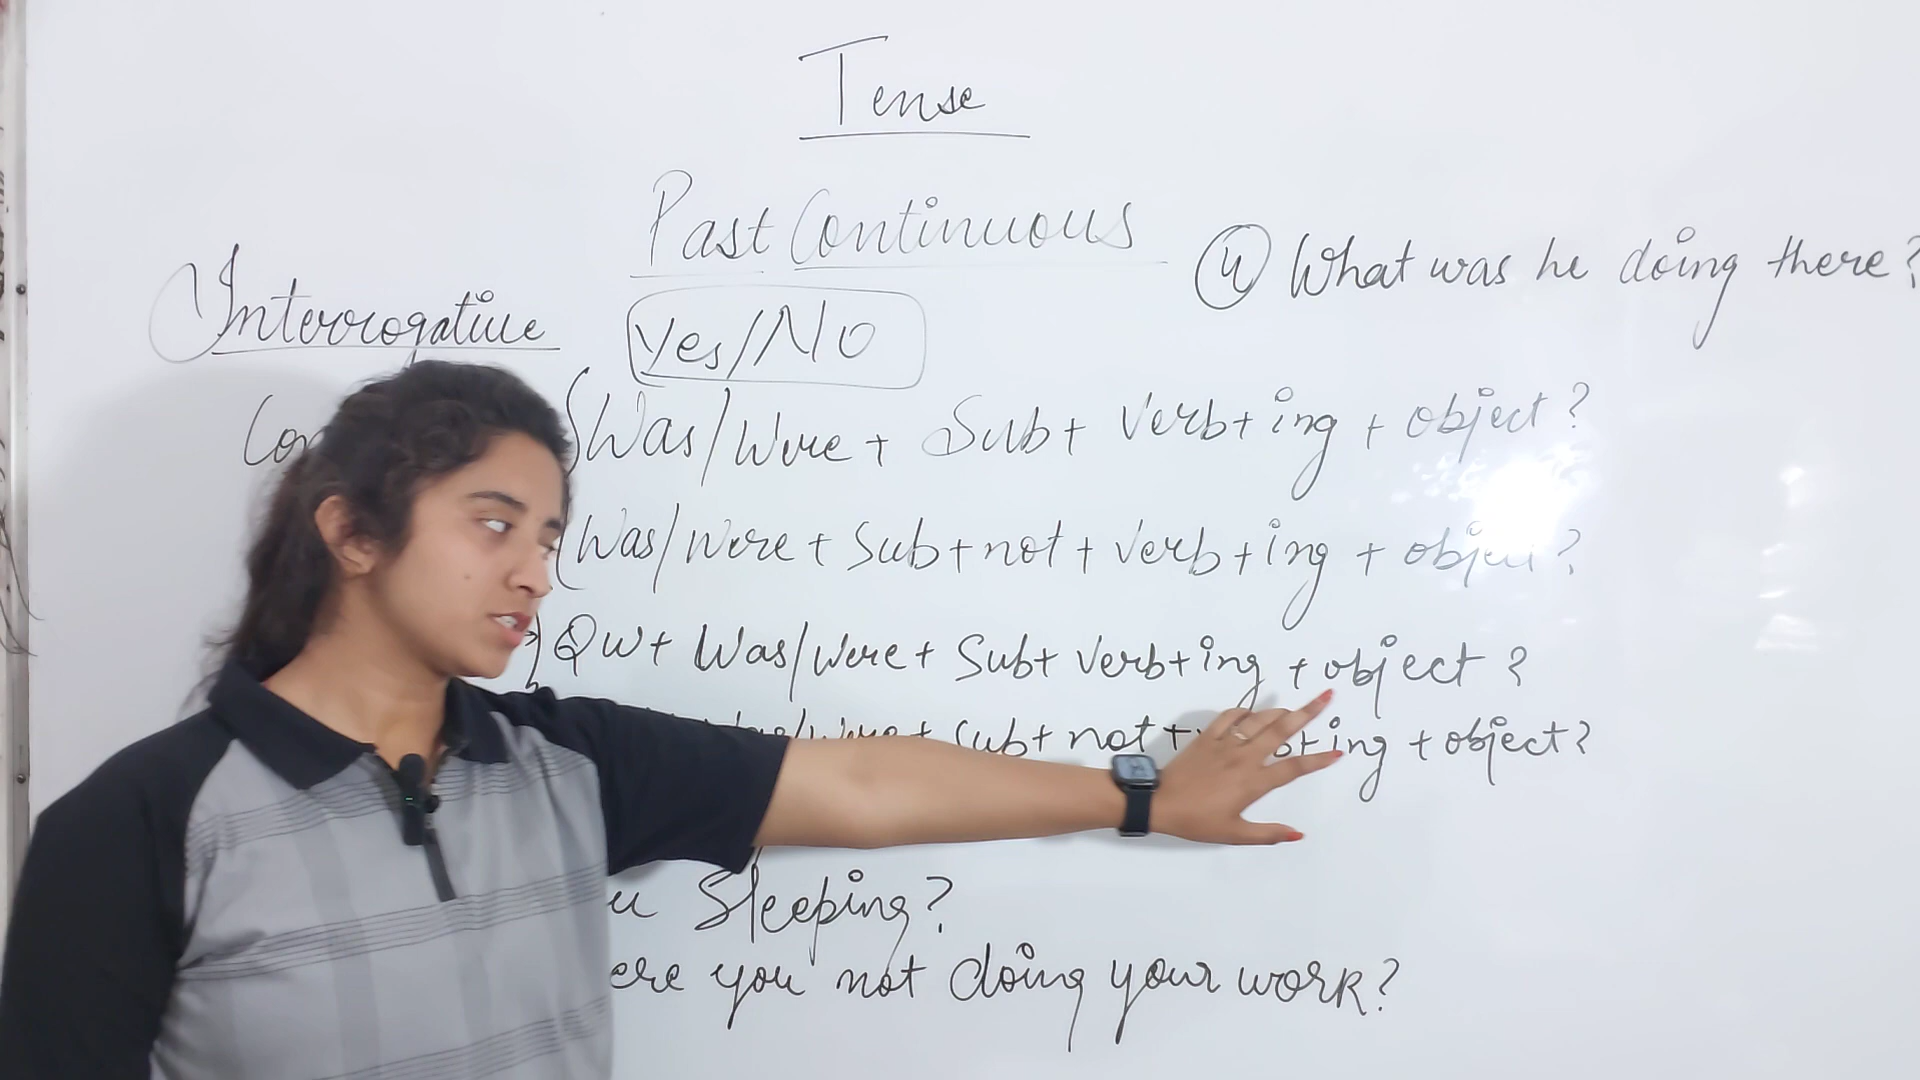 Tense
Past Continuous
④ What was he doing there?
Interrogative
Yes/No
Was/Were + Sub + Verb + ing + object?
Was/were + Sub + not + Verb + ing + object?
QW + Was/Were + Sub + Verb + ing + object?
+ Sub + not + ing + object?
Sleeping?
you not doing your work?